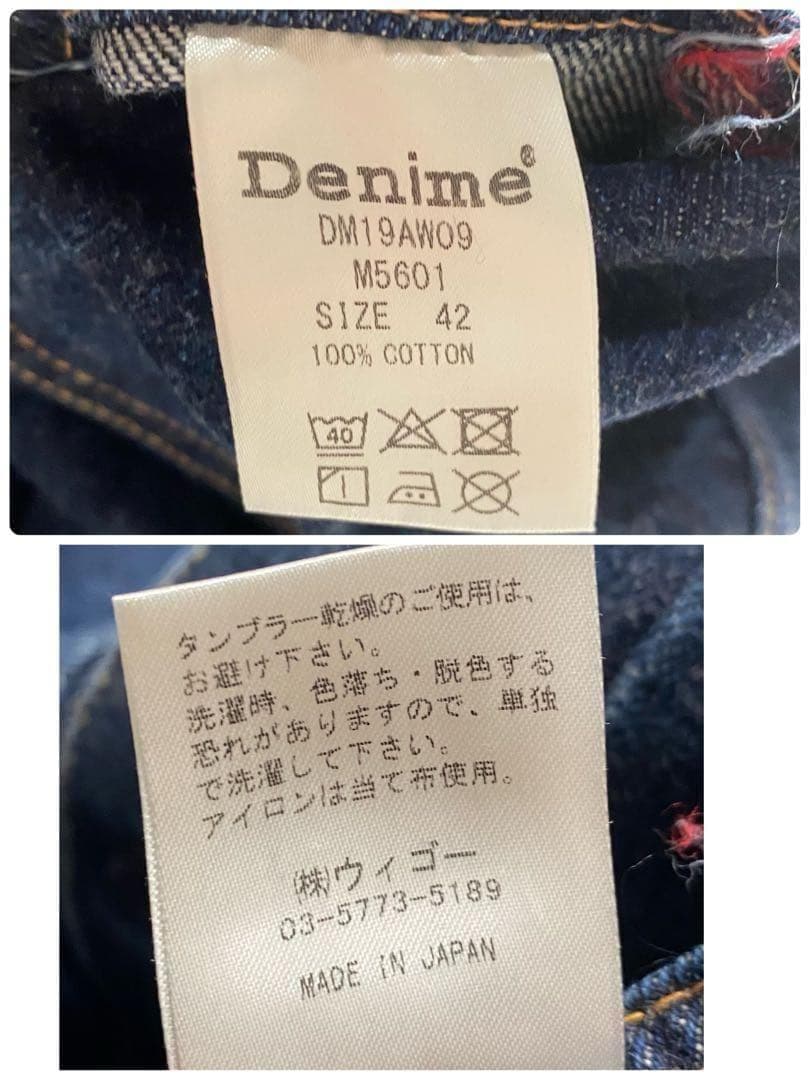 Denime®
DM19AW09
M5601
SIZE 42
100% COTTON
40
タンブラー乾燥のご使用は、
お避け下さい。
洗濯時、色落ち・脱色する
恐れがありますので、単独
で洗濯して下さい。
アイロンは当て布使用。
(株)ウィゴー
03-5773-5189
MADE IN JAPAN